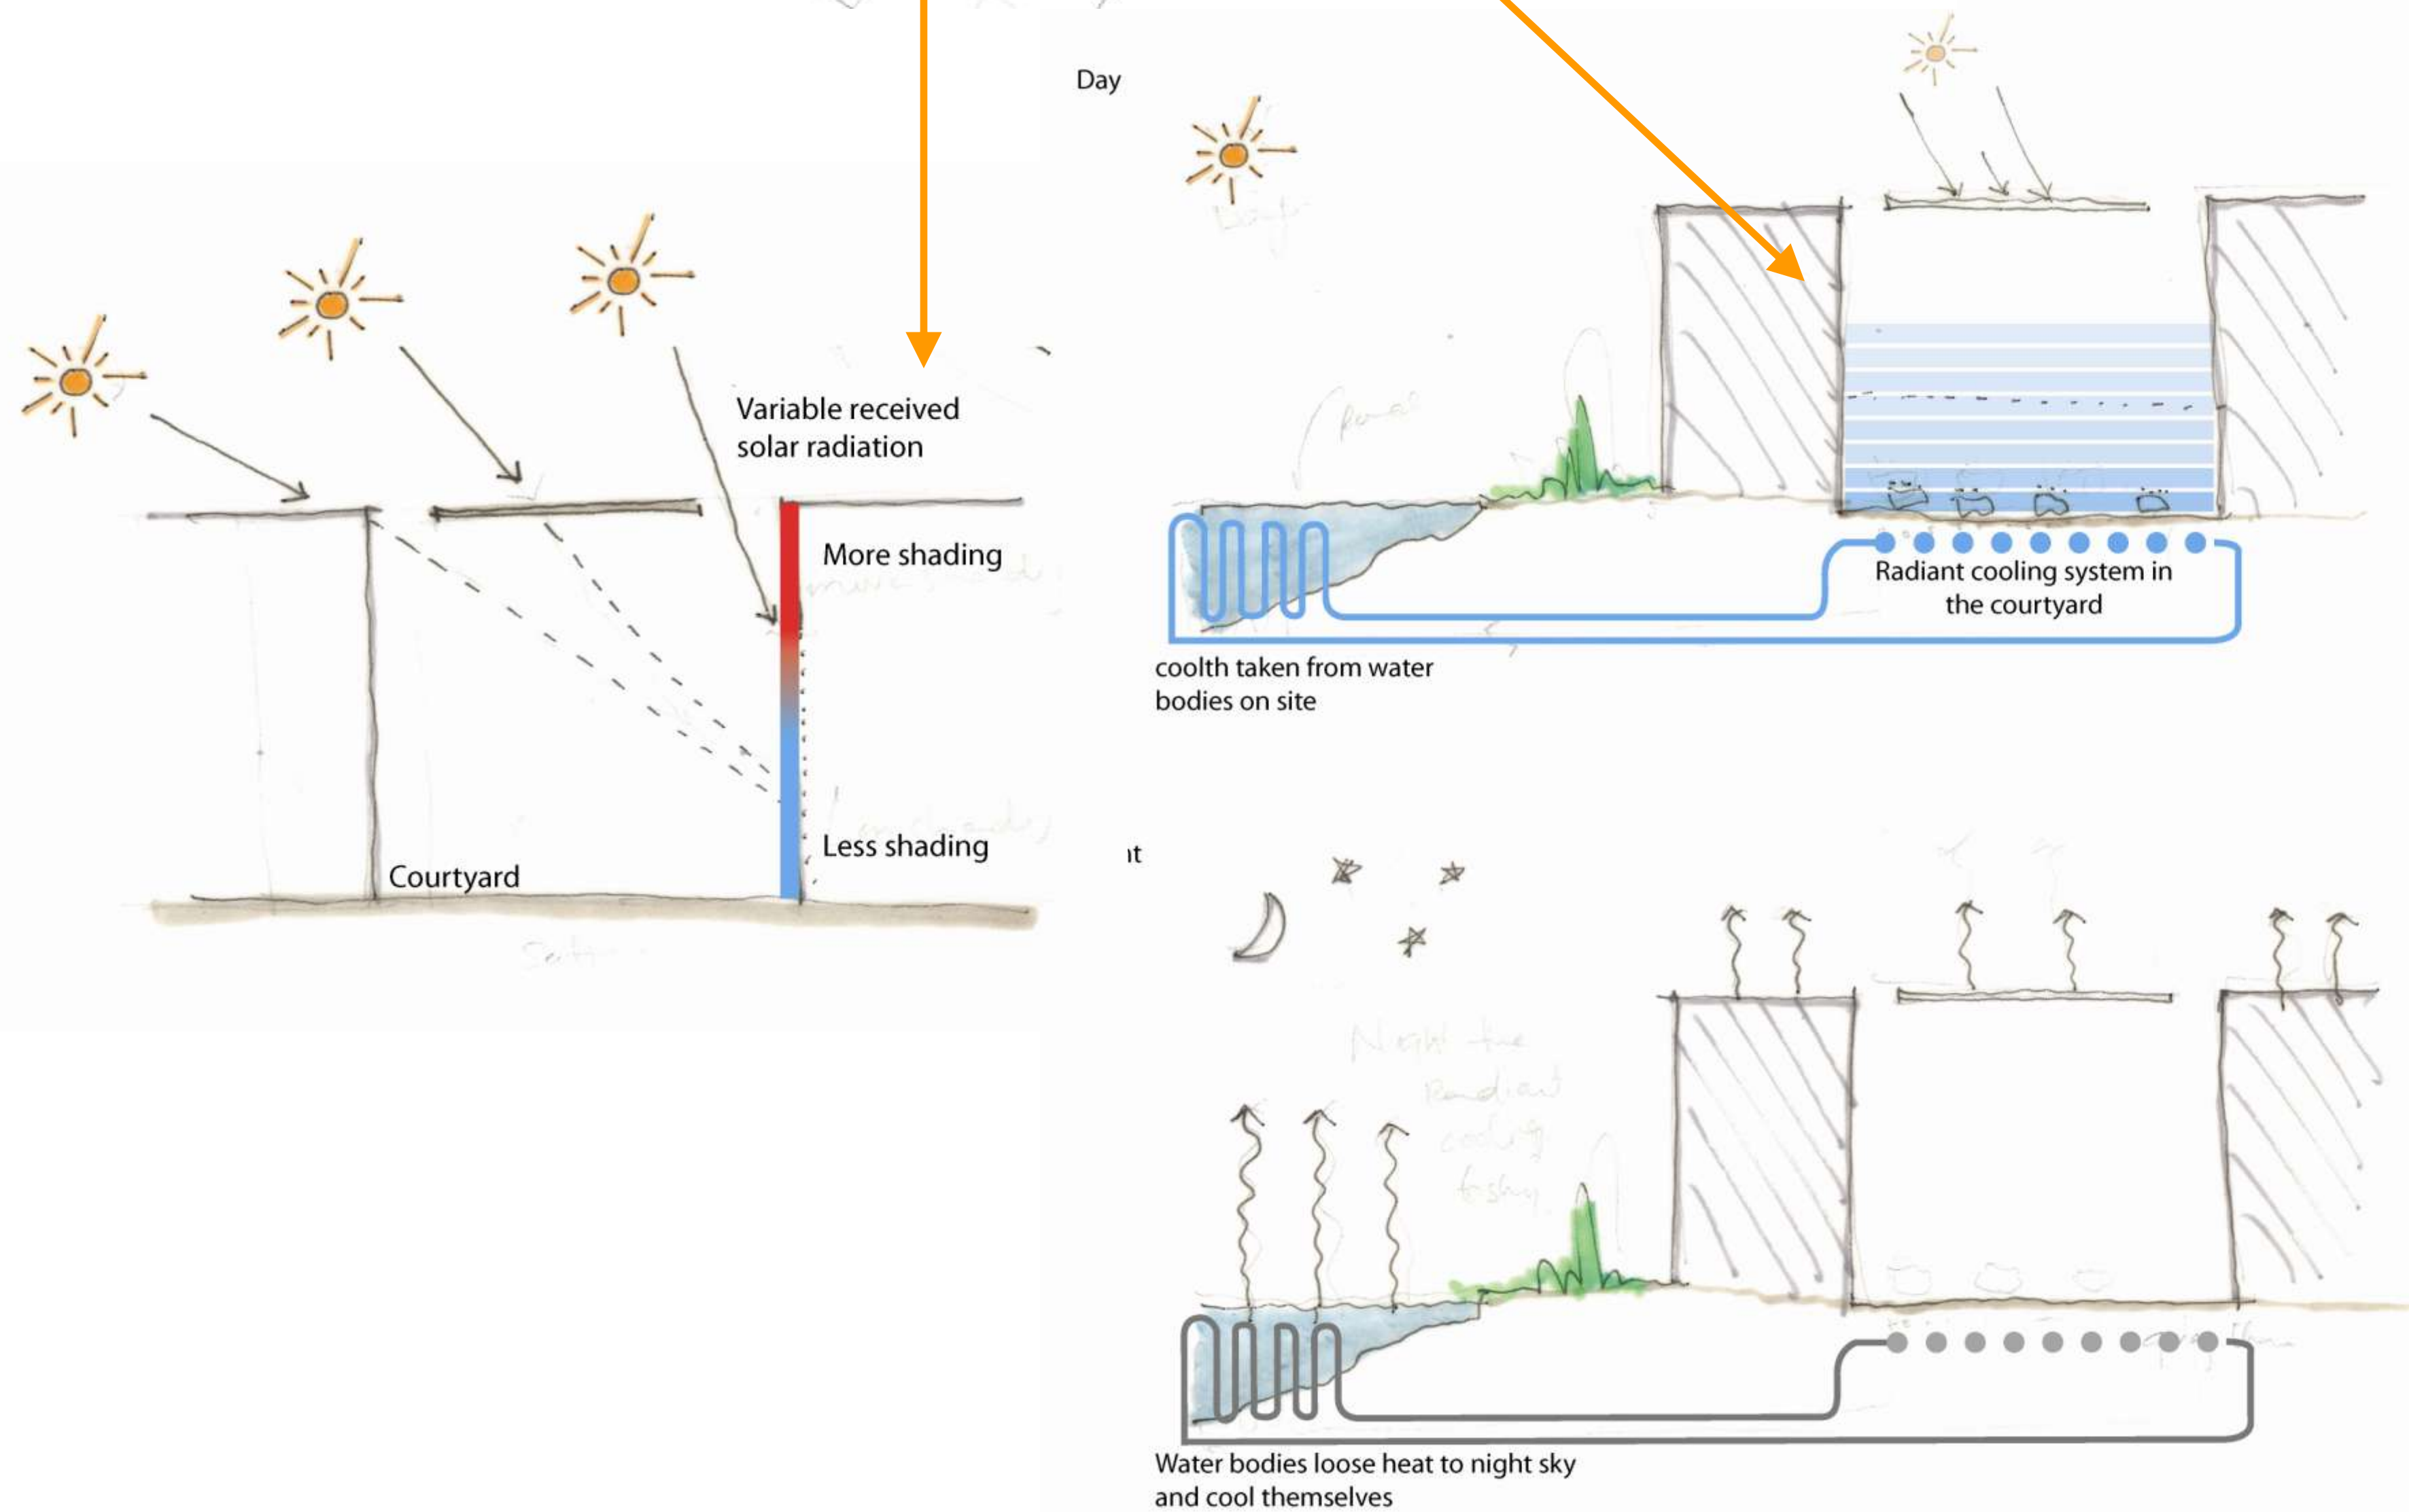 Day
Variable received
solar radiation
More shading
Less shading
Courtyard
Radiant cooling system in
the courtyard
coolth taken from water
bodies on site
ht
Water bodies loose heat to night sky
and cool themselves